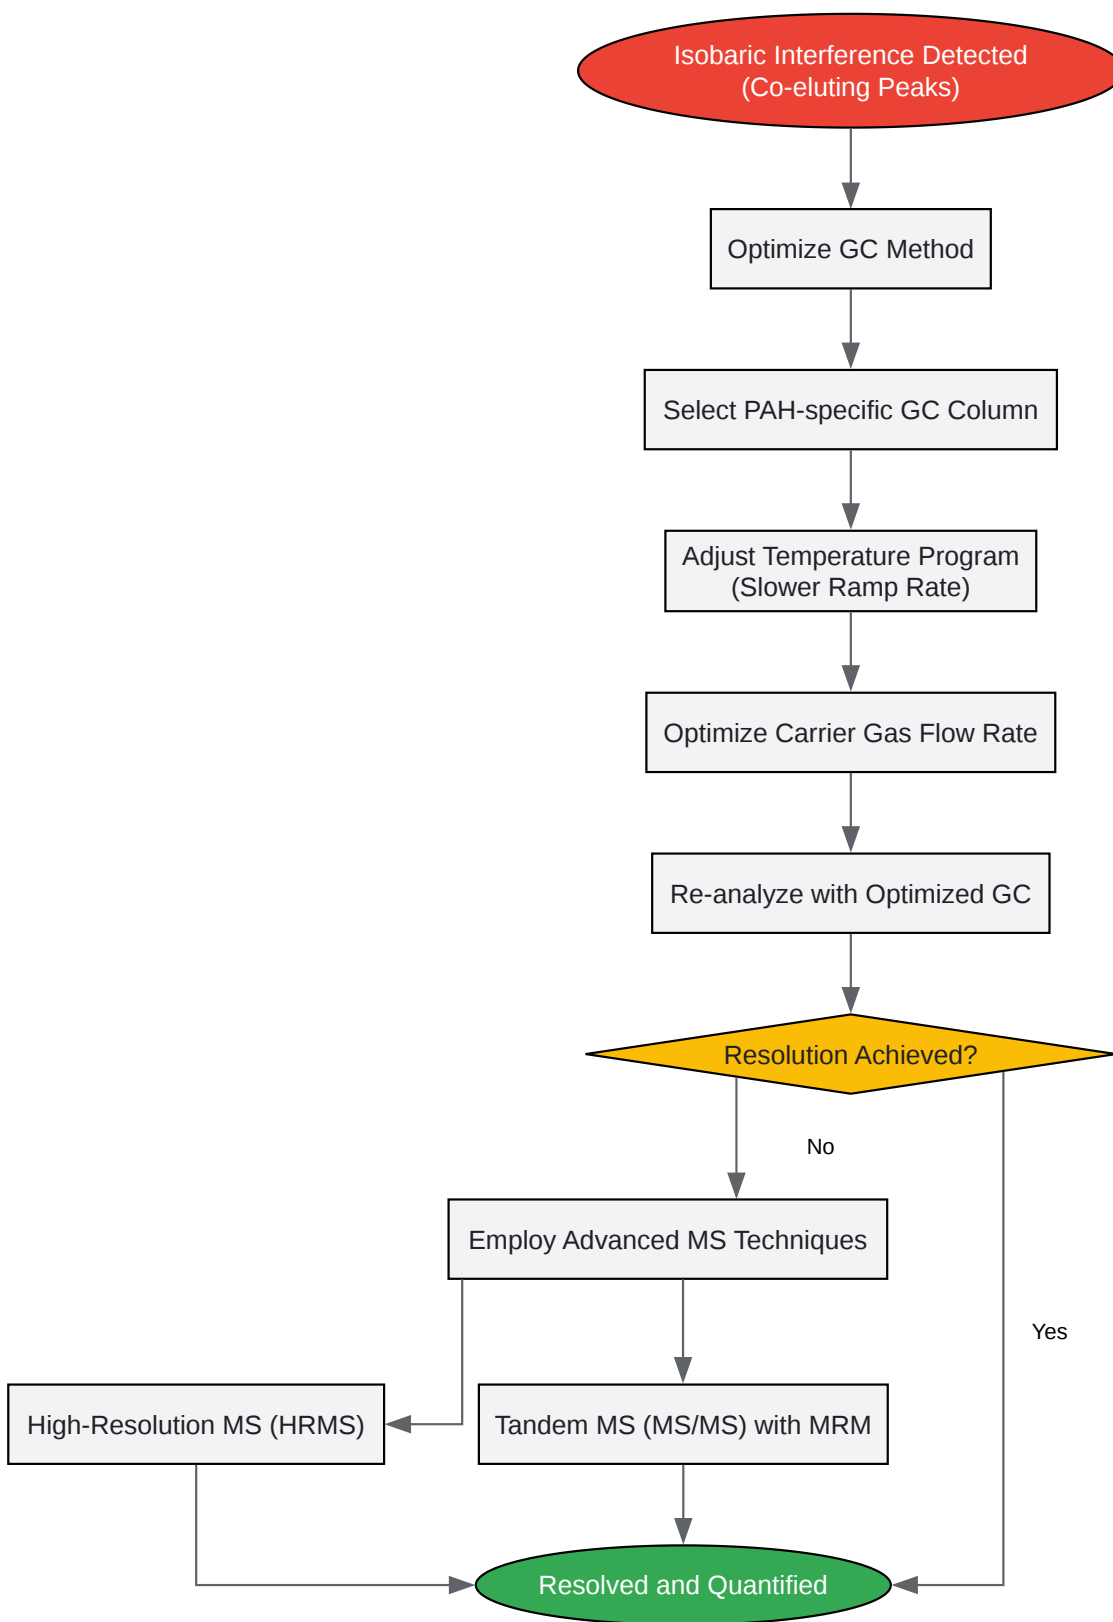 Isobaric Interference Detected
(Co-eluting Peaks)
Optimize GC Method
Select PAH-specific GC Column
Adjust Temperature Program
(Slower Ramp Rate)
Optimize Carrier Gas Flow Rate
Re-analyze with Optimized GC
Resolution Achieved?
No
Employ Advanced MS Techniques
Yes
High-Resolution MS (HRMS)
Tandem MS (MS/MS) with MRM
Resolved and Quantified